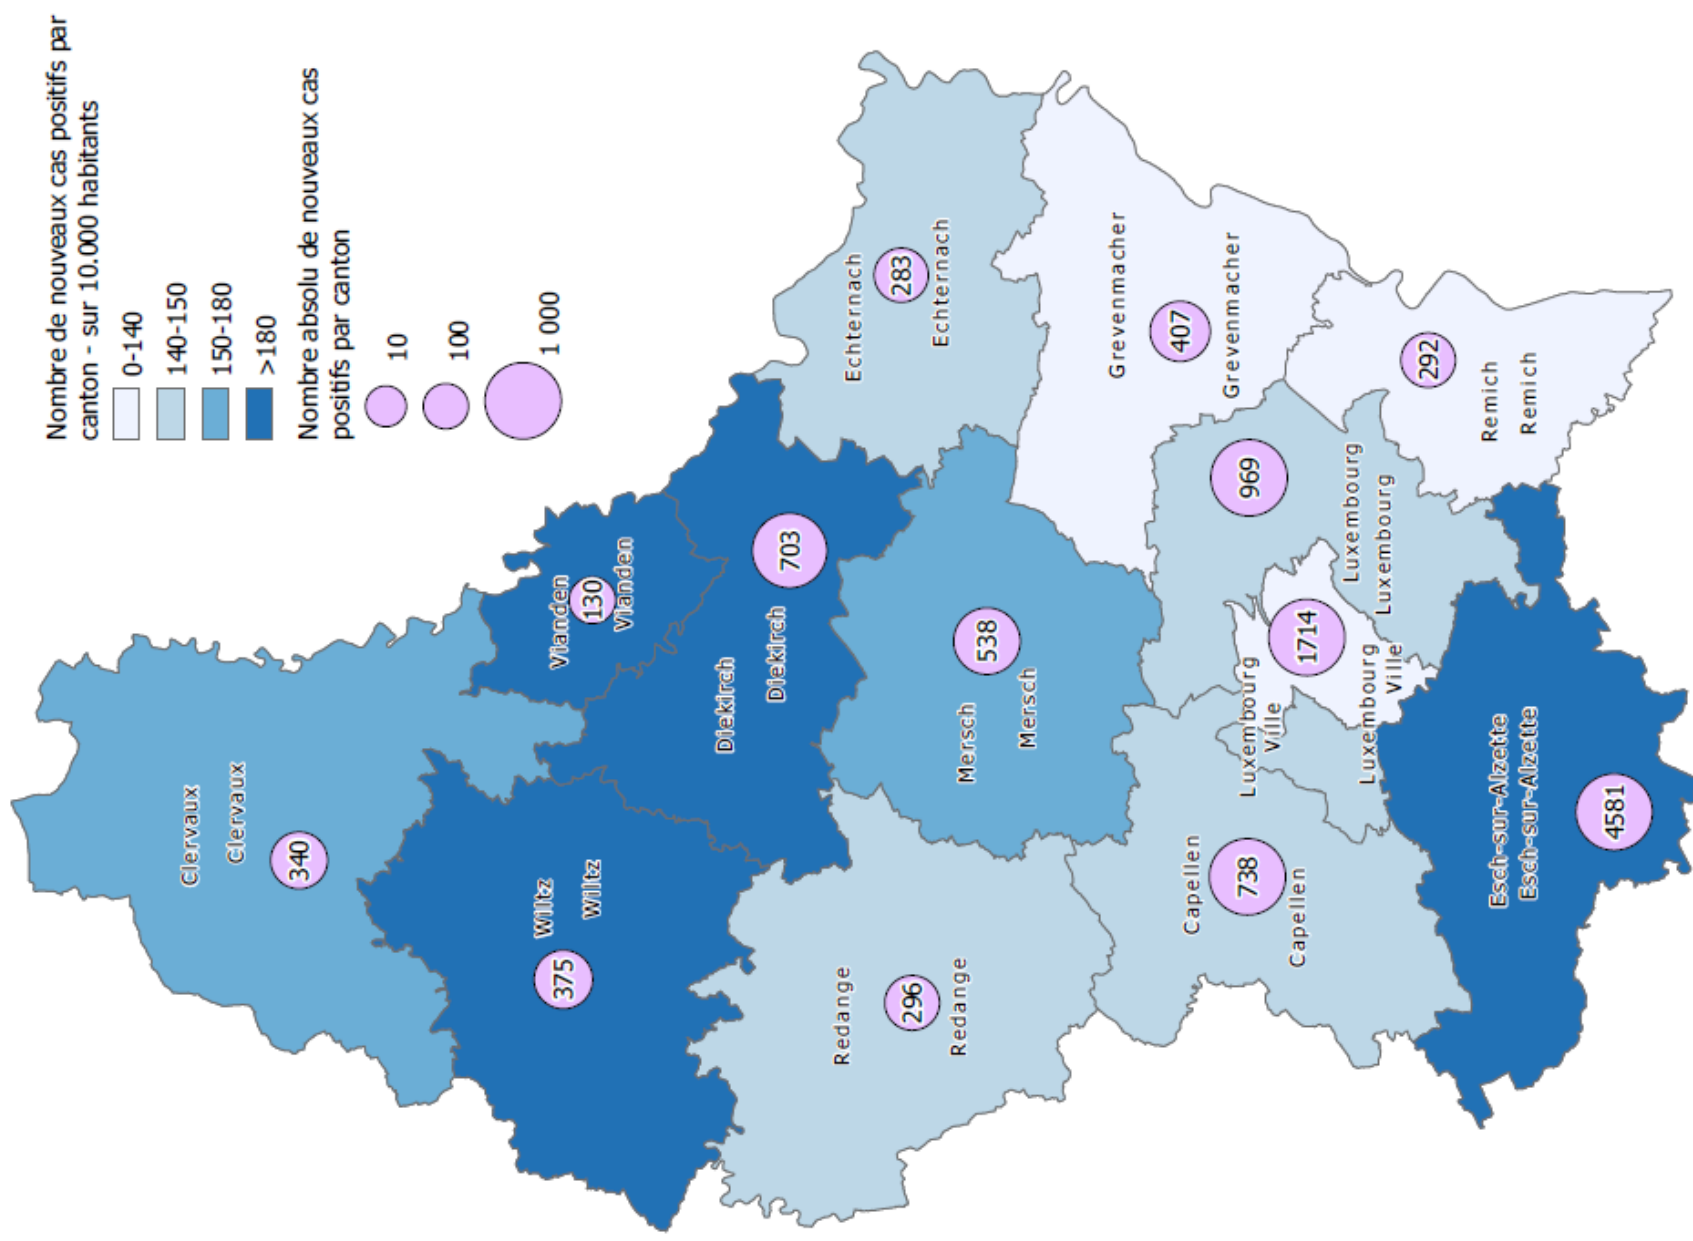 Nombre de nouveaux cas positifs par
canton - sur 10.000 habitants
0-140
140-150
150-180
>180
Nombre absolu de nouveaux cas
positifs par canton
10
100
1 000
Clervaux
Clervaux
340
Wiltz
Wiltz
375
Vianden
130
Vianden
Diekirch
Diekirch
703
Echternach
283
Echternach
Redange
296
Redange
Mersch
538
Mersch
Grevenmacher
407
Grevenmacher
Capellen
738
Capellen
969
Luxembourg
Luxembourg
Luxembourg
Ville
1714
Luxembourg
Ville
292
Remich
Remich
Esch-sur-Alzette
Esch-sur-Alzette
4581